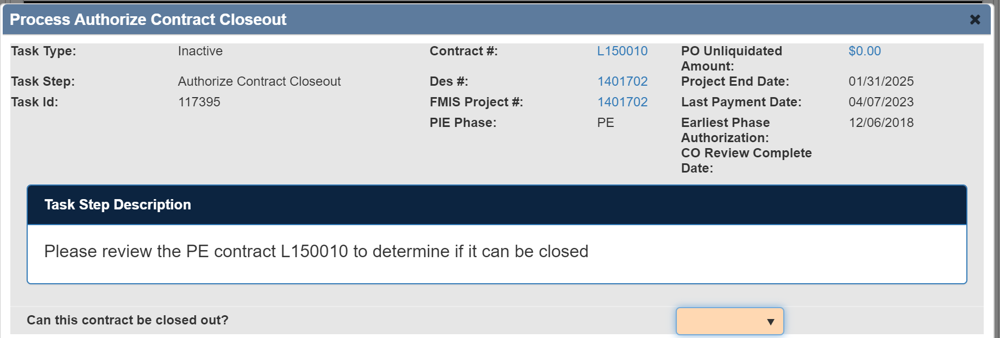 Process Authorize Contract Closeout
Task Type: Inactive Contract #: L150010 PO Unliquidated Amount: $0.00
Task Step: Authorize Contract Closeout Des #: 1401702 Project End Date: 01/31/2025
Task Id: 117395 FMIS Project #: 1401702 Last Payment Date: 04/07/2023
PIE Phase: PE Earliest Phase Authorization: 12/06/2018
CO Review Complete Date:
Task Step Description
Please review the PE contract L150010 to determine if it can be closed
Can this contract be closed out?